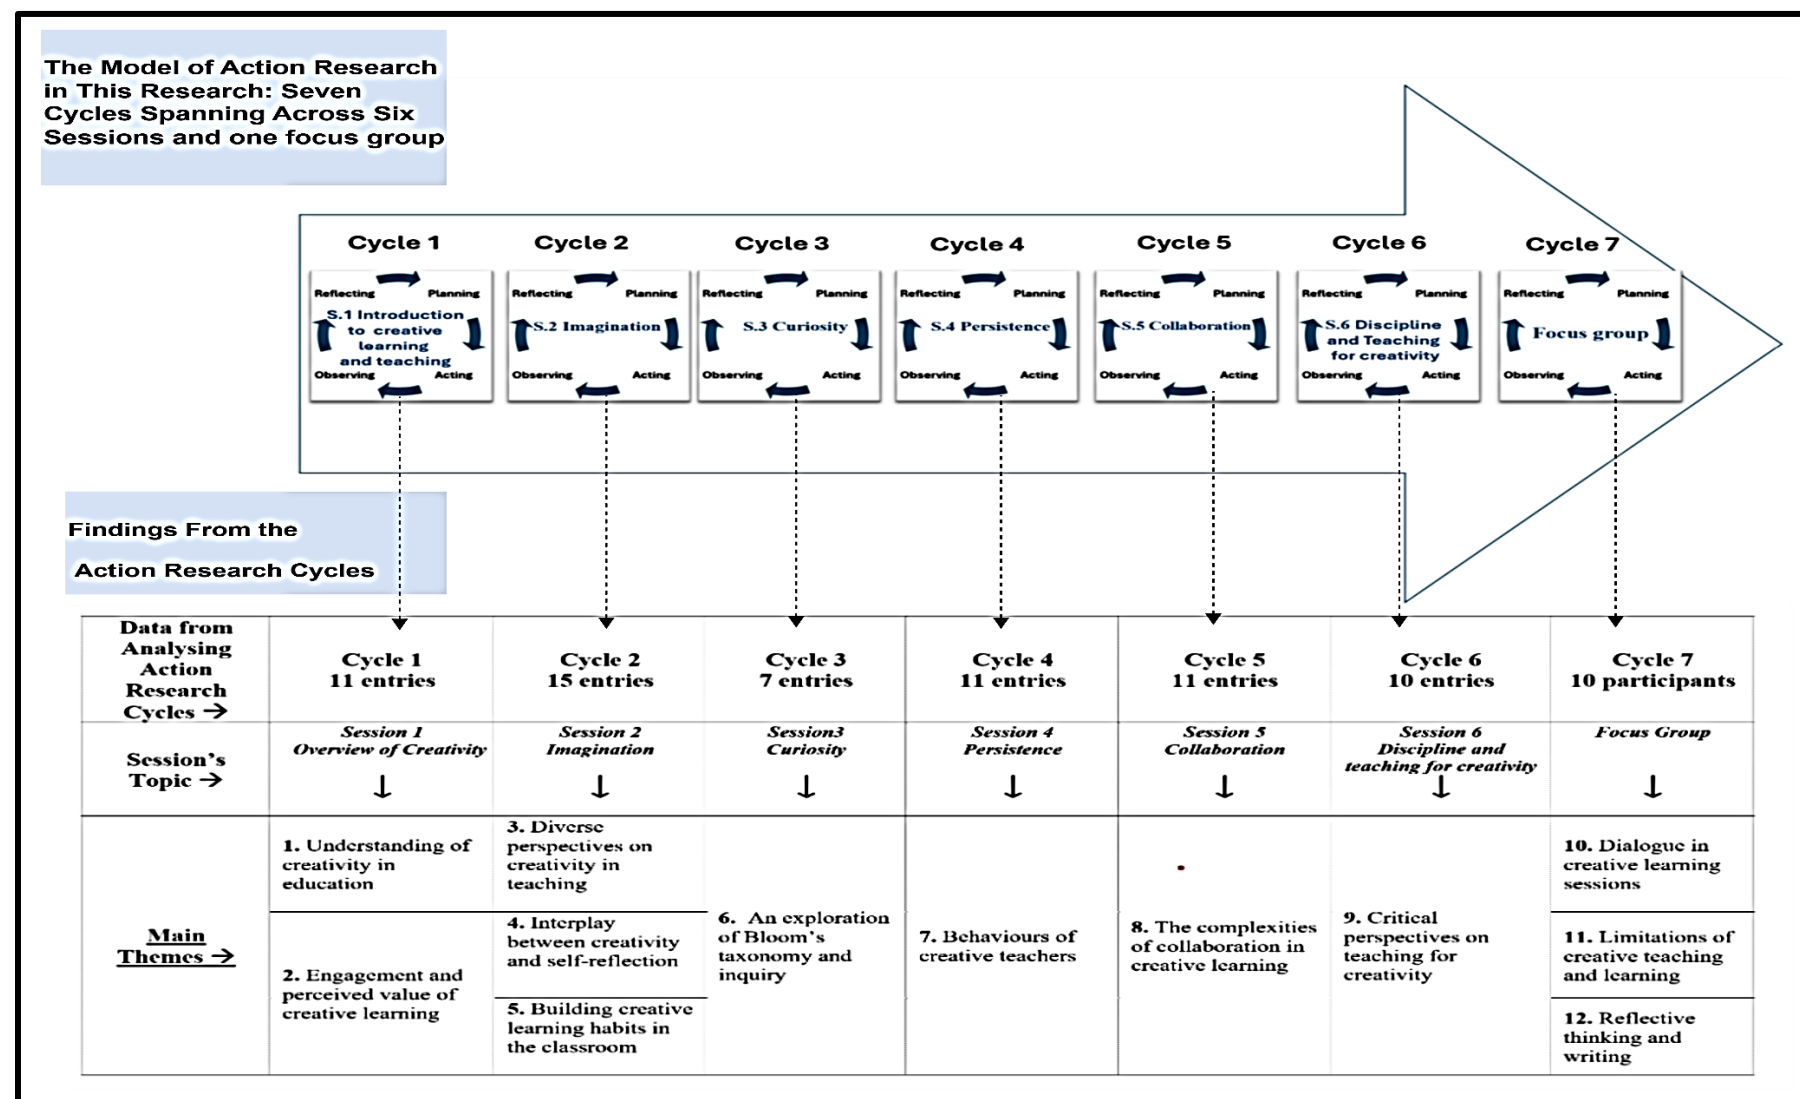 The Model of Action Research
in This Research: Seven
Cycles Spanning Across Six
Sessions and one focus group
Cycle 1
Reflecting
Planning
S.1 Introduction
to creative
learning
and teaching
Observing
Acting
Cycle 2
Reflecting
Planning
S.2 Imagination
Observing
Acting
Cycle 3
Reflecting
Planning
S.3 Curiosity
Observing
Acting
Cycle 4
Reflecting
Planning
S.4 Persistence
Observing
Acting
Cycle 5
Reflecting
Planning
S.5 Collaboration
Observing
Acting
Cycle 6
Reflecting
Planning
S.6 Discipline
and Teaching
for creativity
Observing
Acting
Cycle 7
Reflecting
Planning
Focus group
Observing
Acting
Findings From the
Action Research Cycles
Data from
Analysing
Action
Research
Cycles →
Cycle 1
11 entries
Cycle 2
15 entries
Cycle 3
7 entries
Cycle 4
11 entries
Cycle 5
11 entries
Cycle 6
10 entries
Cycle 7
10 participants
Session's
Topic →
Session 1
Overview of Creativity
Session 2
Imagination
Session3
Curiosity
Session 4
Persistence
Session 5
Collaboration
Session 6
Discipline and
teaching for creativity
Focus Group
Main
Themes →
1. Understanding of
creativity in
education
2. Engagement and
perceived value of
creative learning
3. Diverse
perspectives on
creativity in
teaching
4. Interplay
between creativity
and self-reflection
5. Building creative
learning habits in
the classroom
6. An exploration
of Bloom's
taxonomy and
inquiry
7. Behaviours of
creative teachers
8. The complexities
of collaboration in
creative learning
9. Critical
perspectives on
teaching for
creativity
10. Dialogue in
creative learning
sessions
11. Limitations of
creative teaching
and learning
12. Reflective
thinking and
writing